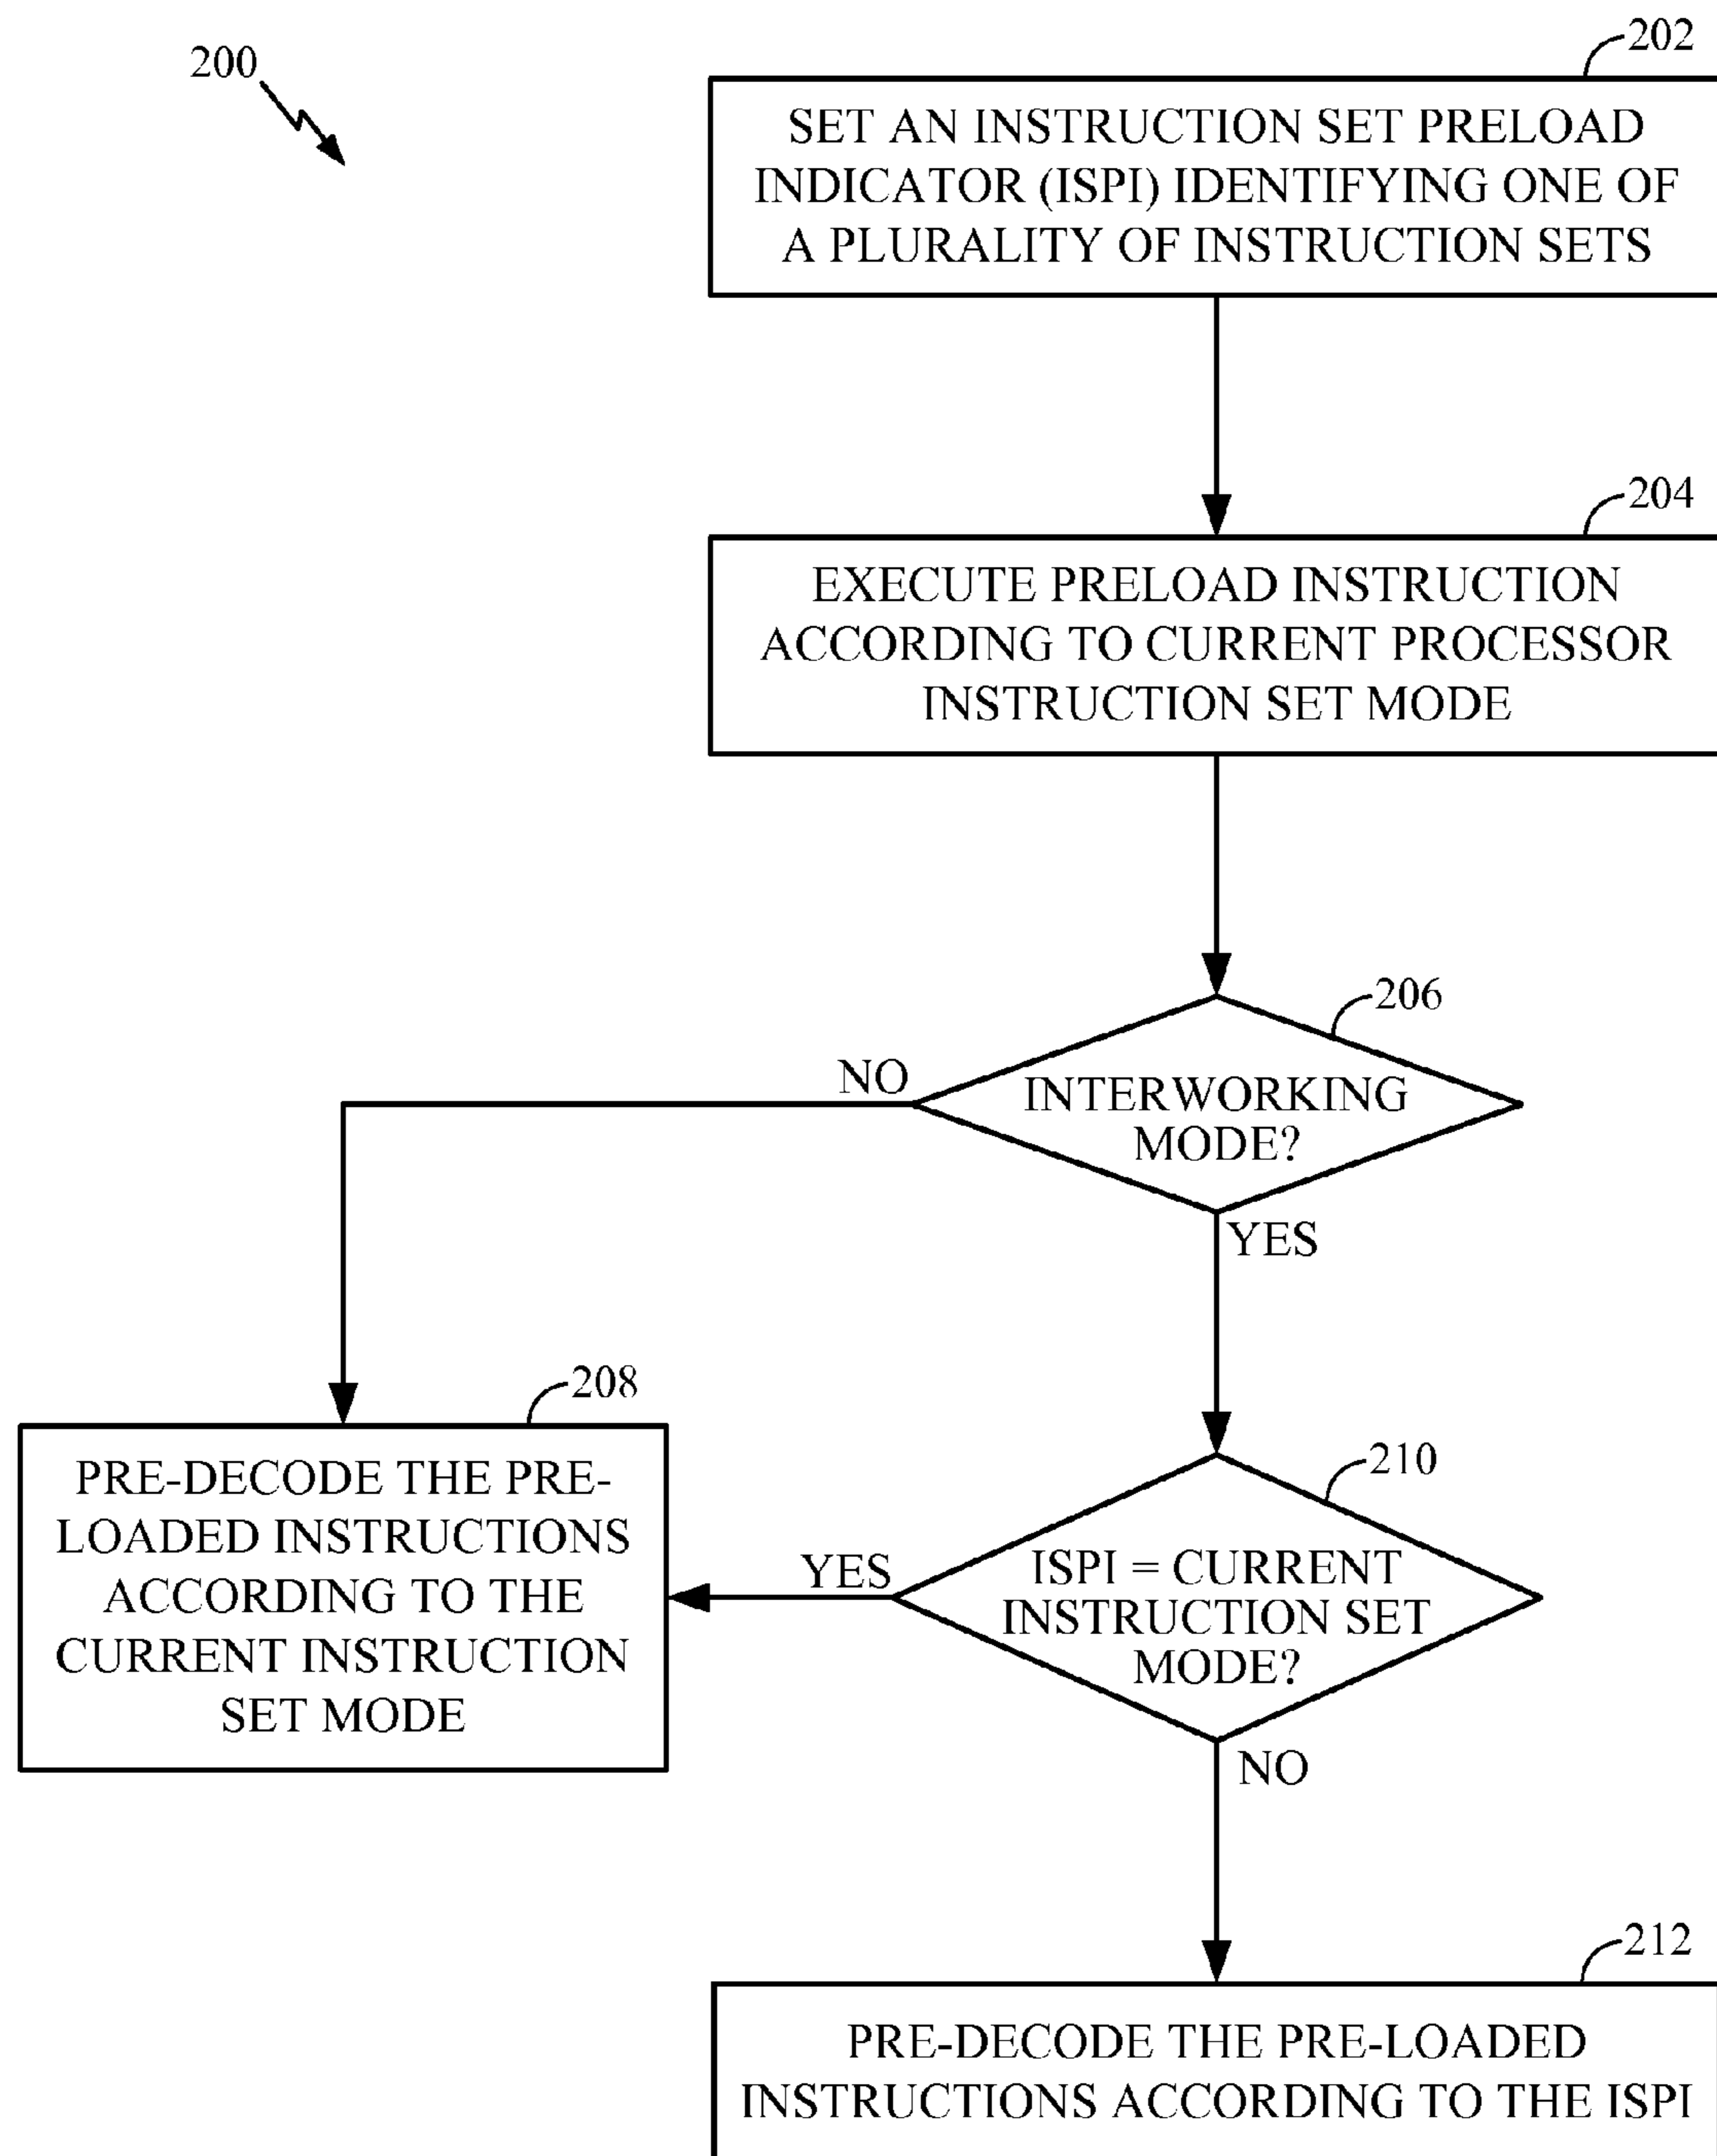 200
202
SET AN INSTRUCTION SET PRELOAD
INDICATOR (ISPI) IDENTIFYING ONE OF
A PLURALITY OF INSTRUCTION SETS
204
EXECUTE PRELOAD INSTRUCTION
ACCORDING TO CURRENT PROCESSOR
INSTRUCTION SET MODE
206
NO
INTERWORKING
MODE?
YES
208
PRE-DECODE THE PRE-
LOADED INSTRUCTIONS
ACCORDING TO THE
CURRENT INSTRUCTION
SET MODE
210
YES
ISPI = CURRENT
INSTRUCTION SET
MODE?
NO
212
PRE-DECODE THE PRE-LOADED
INSTRUCTIONS ACCORDING TO THE ISPI